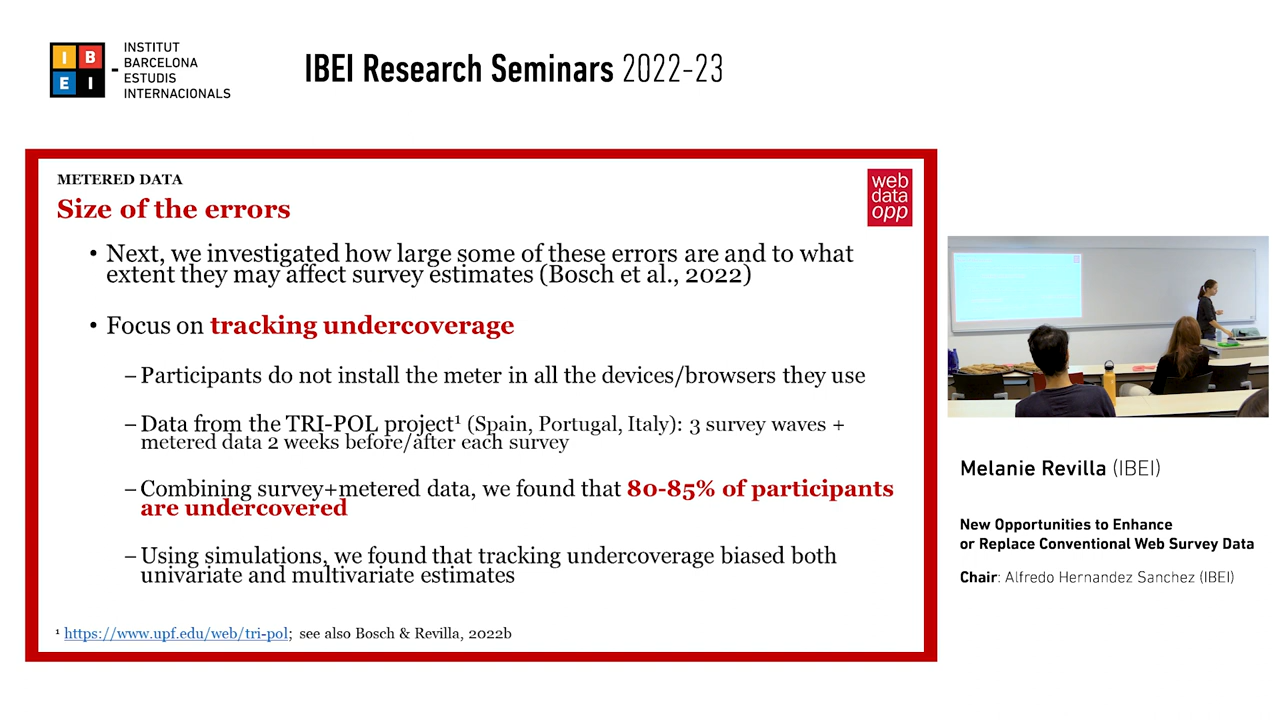 I B E I
INSTITUT
BARCELONA
ESTUDIS
INTERNACIONALS
IBEI Research Seminars 2022-23
METERED DATA
Size of the errors
web
data
opp
• Next, we investigated how large some of these errors are and to what
extent they may affect survey estimates (Bosch et al., 2022)
• Focus on tracking undercoverage
– Participants do not install the meter in all the devices/browsers they use
– Data from the TRI-POL project¹ (Spain, Portugal, Italy): 3 survey waves +
metered data 2 weeks before/after each survey
– Combining survey+metered data, we found that 80-85% of participants
are undercovered
– Using simulations, we found that tracking undercoverage biased both
univariate and multivariate estimates
¹ https://www.upf.edu/web/tri-pol; see also Bosch & Revilla, 2022b
Melanie Revilla (IBEI)
New Opportunities to Enhance
or Replace Conventional Web Survey Data
Chair: Alfredo Hernandez Sanchez (IBEI)